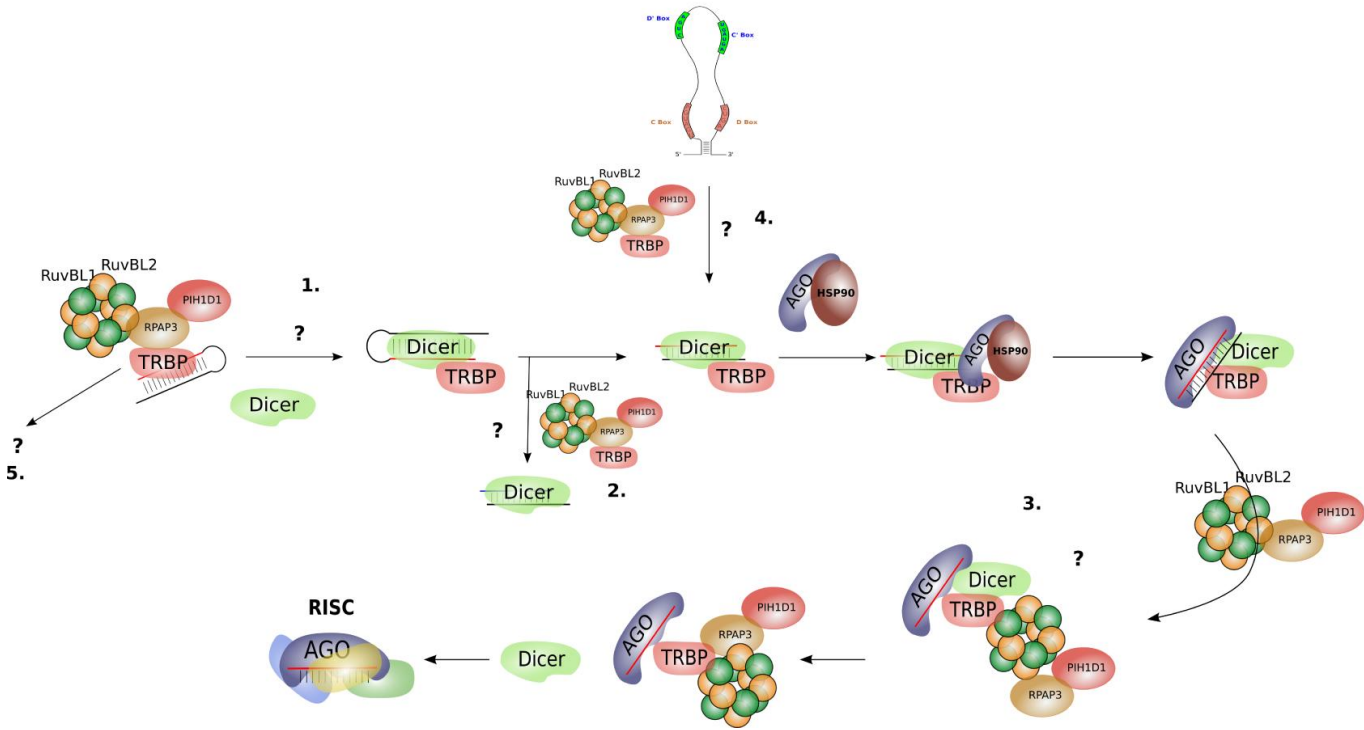 D' Box
C' Box
C Box
D Box
5'
3'
RuvBL1
RuvBL2
PIH1D1
RPAP3
TRBP
?
4.
RuvBL1
RuvBL2
PIH1D1
RPAP3
TRBP
1.
?
Dicer
?
5.
Dicer
TRBP
RuvBL1
RuvBL2
PIH1D1
RPAP3
TRBP
?
2.
Dicer
Dicer
TRBP
AGO
HSP90
Dicer
TRBP
AGO
HSP90
AGO
Dicer
TRBP
RuvBL1
RuvBL2
PIH1D1
RPAP3
3.
?
AGO
Dicer
TRBP
PIH1D1
RPAP3
AGO
TRBP
RPAP3
PIH1D1
Dicer
RISC
AGO